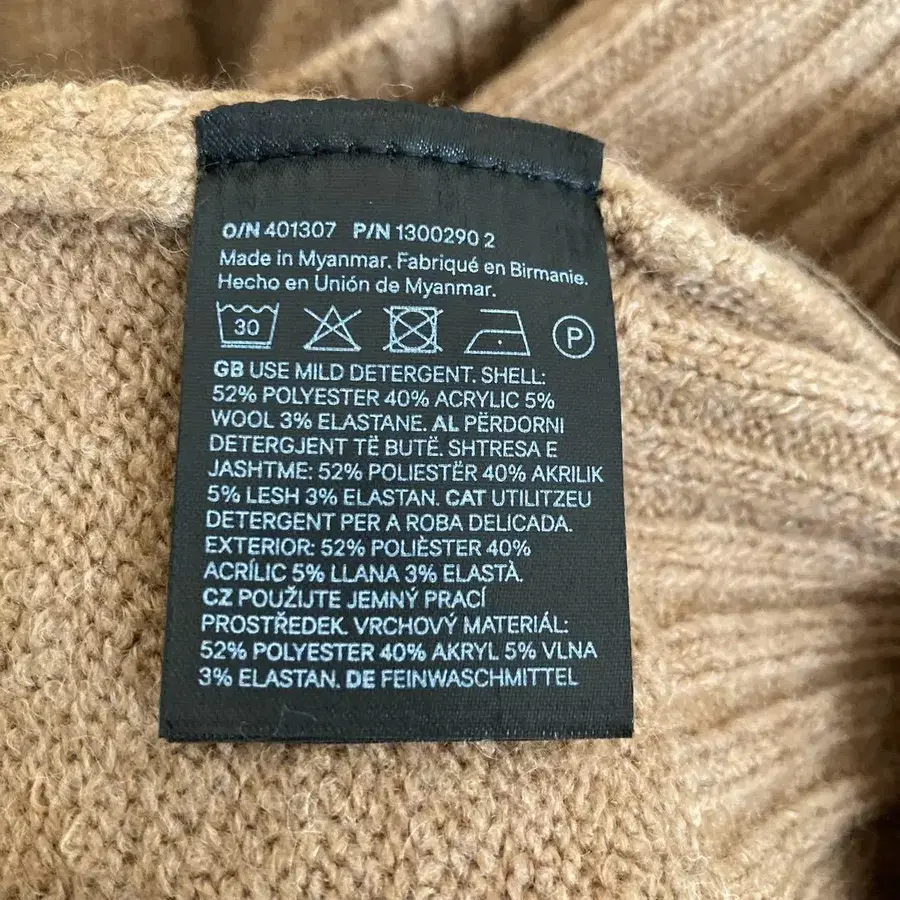 O/N 401307 P/N 1300290 2
Made in Myanmar. Fabriqué en Birmanie.
Hecho en Unión de Myanmar.
30 P
GB USE MILD DETERGENT. SHELL:
52% POLYESTER 40% ACRYLIC 5%
WOOL 3% ELASTANE. AL PËRDORNI
DETERGJENT TË BUTË. SHTRESA E
JASHTME: 52% POLIESTËR 40% AKRILIK
5% LESH 3% ELASTAN. CAT UTILITZEU
DETERGENT PER A ROBA DELICADA.
EXTERIOR: 52% POLIÈSTER 40%
ACRÍLIC 5% LLANA 3% ELASTÀ.
CZ POUŽIJTE JEMNÝ PRACÍ
PROSTŘEDEK. VRCHOVÝ MATERIÁL:
52% POLYESTER 40% AKRYL 5% VLNA
3% ELASTAN. DE FEINWASCHMITTEL